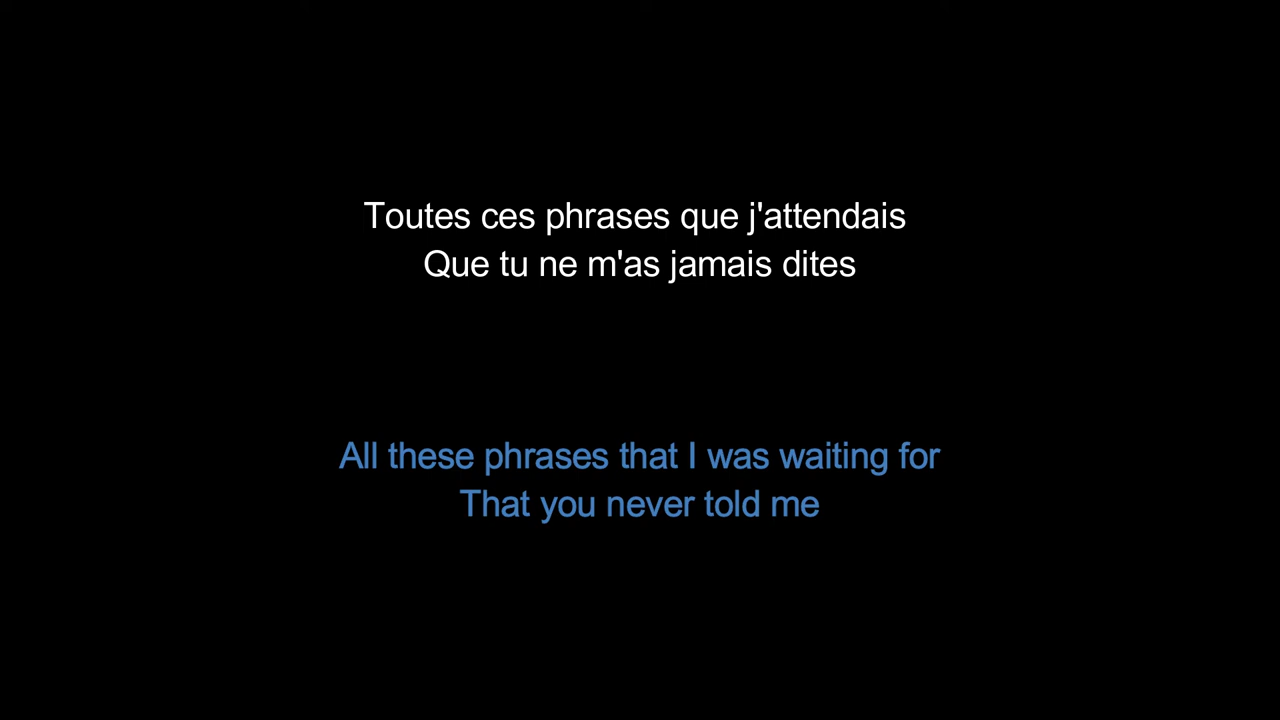 Toutes ces phrases que j'attendais
Que tu ne m'as jamais dites
All these phrases that I was waiting for
That you never told me